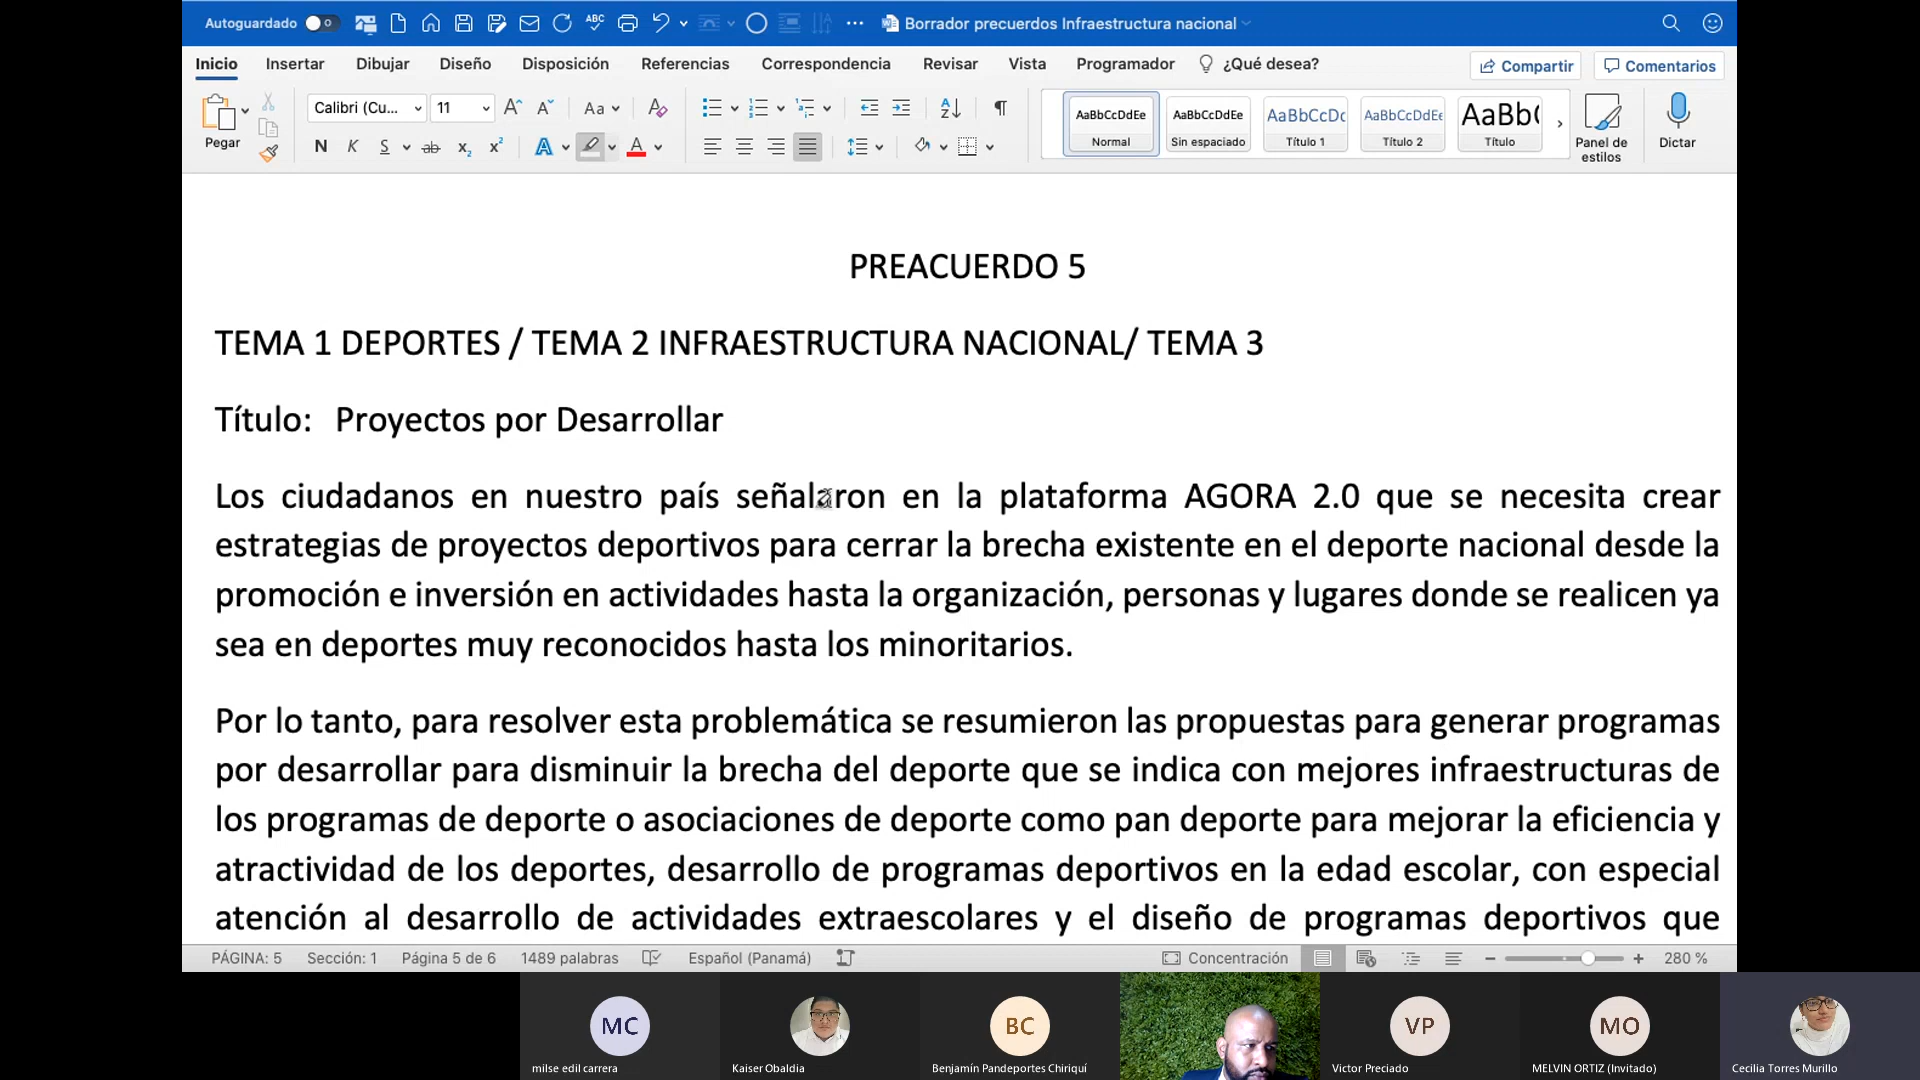 Autoguardado
ABC
Borrador precuerdos Infraestructura nacional
Inicio Insertar Dibujar Diseño Disposición Referencias Correspondencia Revisar Vista Programador ¿Qué desea? Compartir Comentarios
Pegar
Calibri (Cu... 11
N K S ab x₂ x²
AaBbCcDdEe Normal
AaBbCcDdEe Sin espaciado
AaBbCcDc Título 1
AaBbCcDdEe Título 2
AaBb( Título
Panel de estilos
Dictar
PREACUERDO 5
TEMA 1 DEPORTES / TEMA 2 INFRAESTRUCTURA NACIONAL/ TEMA 3
Título: Proyectos por Desarrollar
Los ciudadanos en nuestro país señalaron en la plataforma AGORA 2.0 que se necesita crear
estrategias de proyectos deportivos para cerrar la brecha existente en el deporte nacional desde la
promoción e inversión en actividades hasta la organización, personas y lugares donde se realicen ya
sea en deportes muy reconocidos hasta los minoritarios.
Por lo tanto, para resolver esta problemática se resumieron las propuestas para generar programas
por desarrollar para disminuir la brecha del deporte que se indica con mejores infraestructuras de
los programas de deporte o asociaciones de deporte como pan deporte para mejorar la eficiencia y
atractividad de los deportes, desarrollo de programas deportivos en la edad escolar, con especial
atención al desarrollo de actividades extraescolares y el diseño de programas deportivos que
PÁGINA: 5 Sección: 1 Página 5 de 6 1489 palabras Español (Panamá) Concentración 280 %
MC
BC
VP
MO
milse edil carrera
Kaiser Obaldia
Benjamín Pandeportes Chiriquí
Victor Preciado
MELVIN ORTIZ (Invitado)
Cecilia Torres Murillo